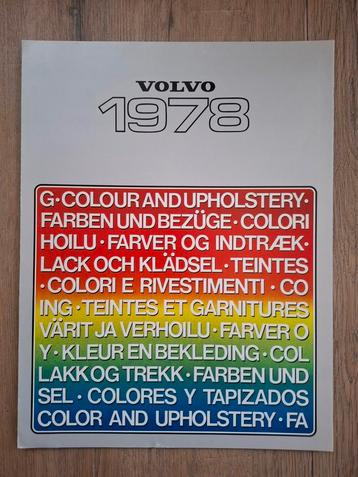 VOLVO
1978
G·COLOUR AND UPHOLSTERY·
FARBEN UND BEZÜGE·COLORI
HOILU·FARVER OG INDTRÆK·
LACK OCH KLÄDSEL·TEINTES
·COLORI E RIVESTIMENTI·CO
ING·TEINTES ET GARNITURES
VÄRIT JA VERHOILU·FARVER O
Y·KLEUR EN BEKLEDING·COL
LAKK OG TREKK·FARBEN UND
SEL·COLORES Y TAPIZADOS
COLOR AND UPHOLSTERY·FA